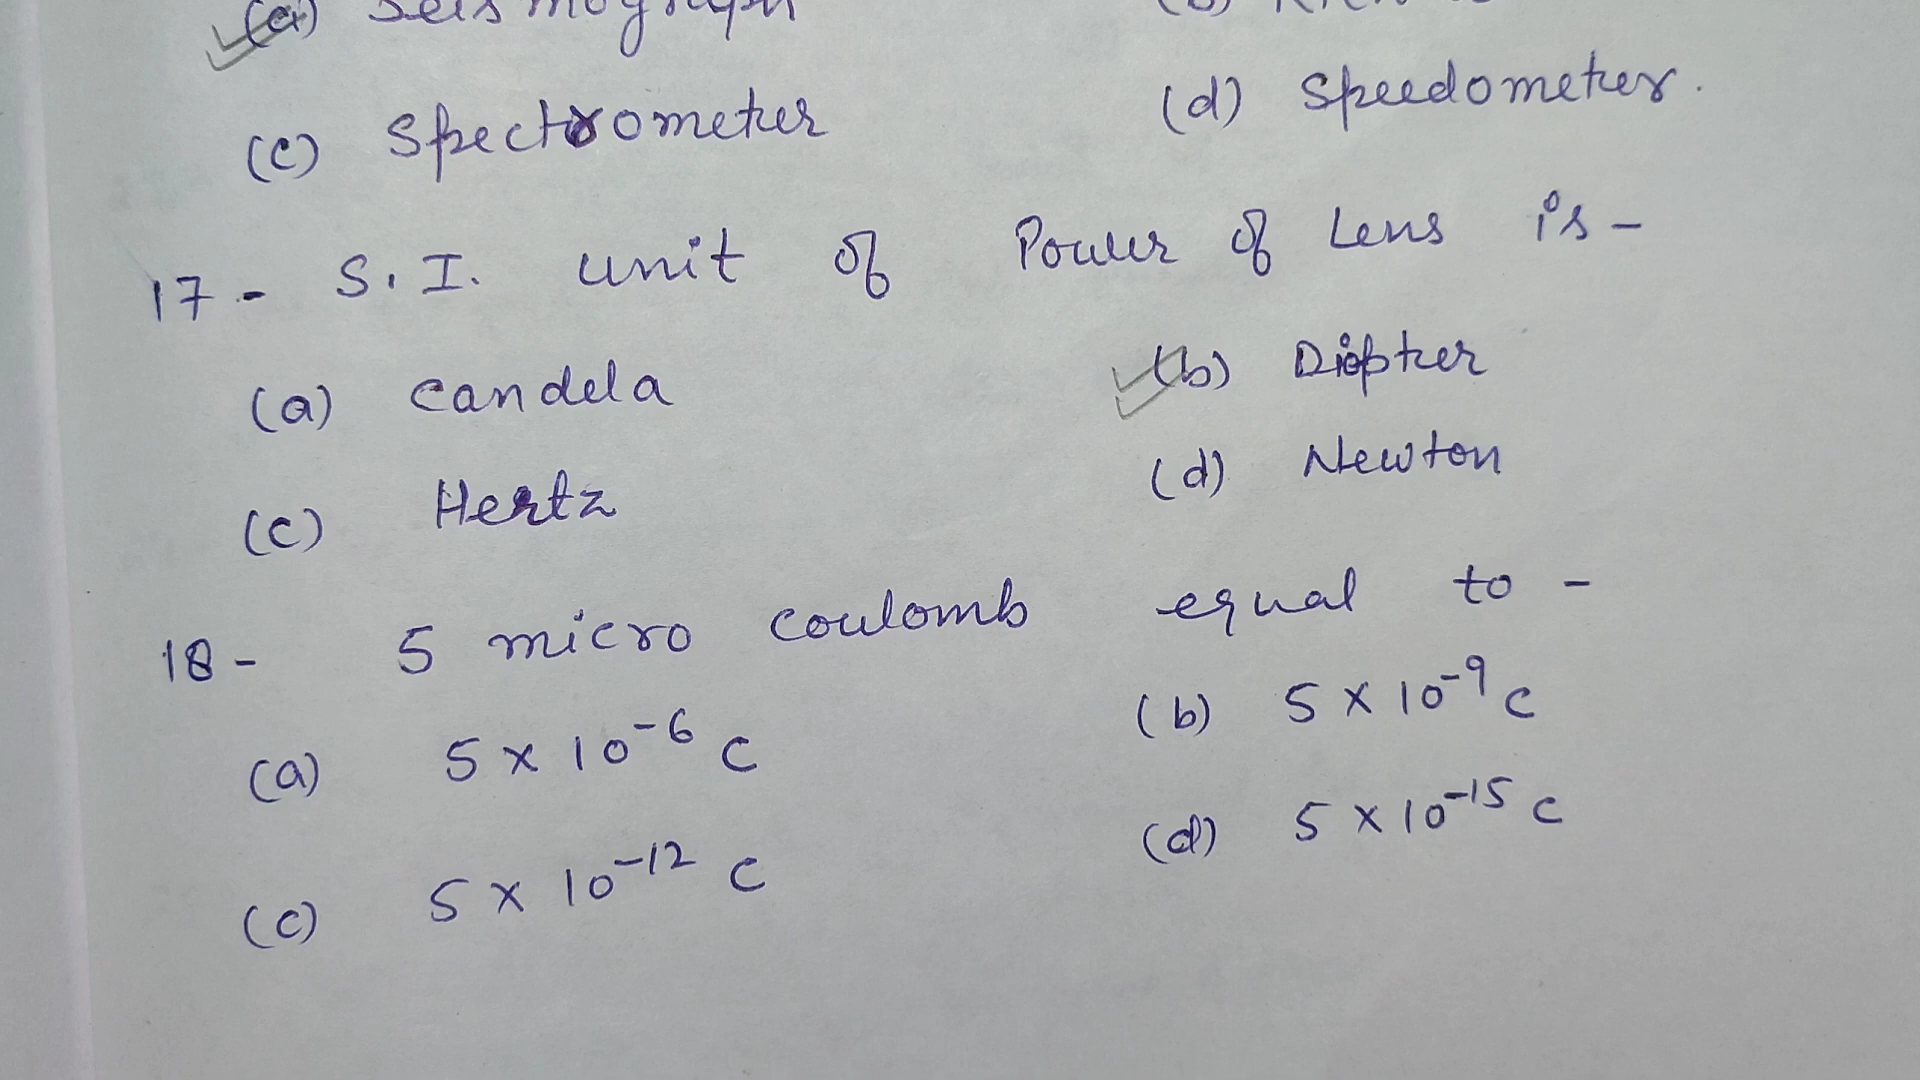 (a) Seismograph (b)
(c) Spectrometer (d) Speedometer.
17 - S.I. unit of Power of Lens is -
(a) Candela (b) Diopter
(c) Hertz (d) Newton
18 - 5 micro coulomb equal to -
(a) 5 × 10⁻⁶ C (b) 5 × 10⁻⁹ C
(c) 5 × 10⁻¹² C (d) 5 × 10⁻¹⁵ C